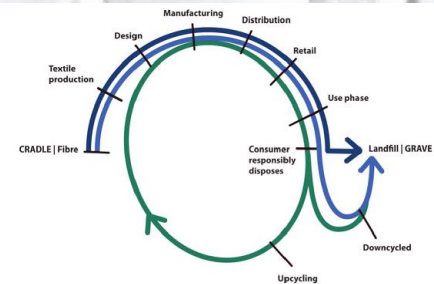 Manufacturing
Distribution
Design
Retail
Textile
production
Use phase
CRADLE | Fibre
Consumer
responsibly
disposes
Landfill | GRAVE
Downcycled
Upcycling